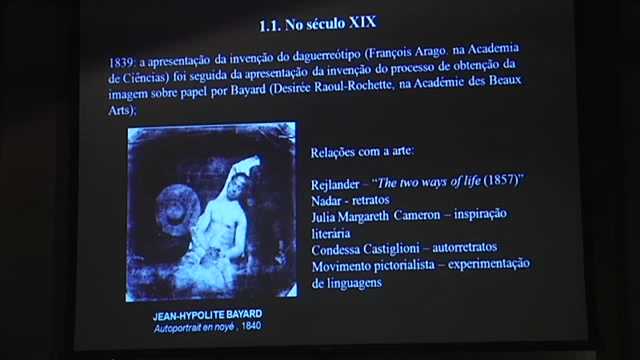 1.1. No século XIX
1839: a apresentação da invenção do daguerreótipo (François Arago. na Academia
de Ciências) foi seguida da apresentação da invenção do processo de obtenção da
imagem sobre papel por Bayard (Desirée Raoul-Rochette, na Académie des Beaux
Arts);
Relações com a arte:
Rejlander – “The two ways of life (1857)”
Nadar - retratos
Julia Margareth Cameron – inspiração
literária
Condessa Castiglioni – autorretratos
Movimento pictorialista – experimentação
de linguagens
JEAN-HYPOLITE BAYARD
Autoportrait en noyé , 1840